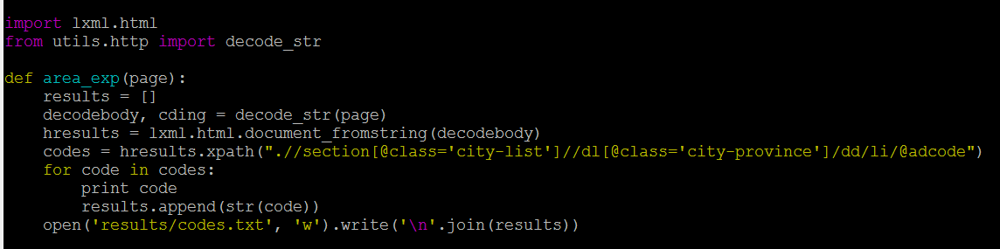 import lxml.html
from utils.http import decode_str

def area_exp(page):
    results = []
    decodebody, cding = decode_str(page)
    hresults = lxml.html.document_fromstring(decodebody)
    codes = hresults.xpath(".//section[@class='city-list']//dl[@class='city-province']/dd/li/@adcode")
    for code in codes:
        print code
        results.append(str(code))
    open('results/codes.txt', 'w').write('\n'.join(results))